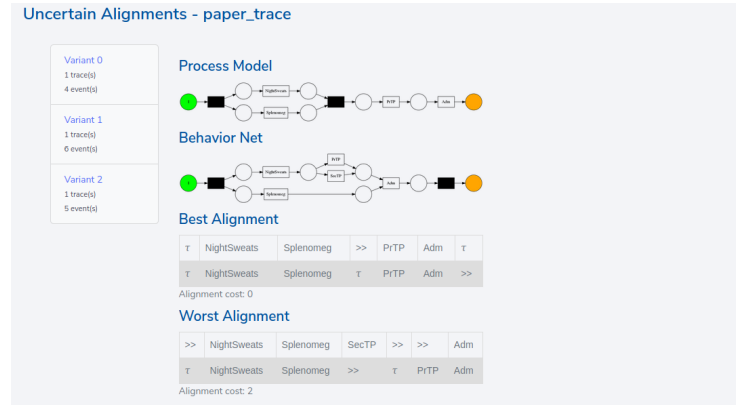 Uncertain Alignments - paper_trace
Variant 0
1 trace(s)
4 event(s)
Variant 1
1 trace(s)
6 event(s)
Variant 2
1 trace(s)
5 event(s)
Process Model
NightSweats
Splenomeg
PrTP
Adm
Behavior Net
PrTP
NightSweats
SecTP
Adm
Splenomeg
Best Alignment
τ NightSweats Splenomeg >> PrTP Adm τ
τ NightSweats Splenomeg τ PrTP Adm >>
Alignment cost: 0
Worst Alignment
>> NightSweats Splenomeg SecTP >> >> Adm
τ NightSweats Splenomeg >> τ PrTP Adm
Alignment cost: 2